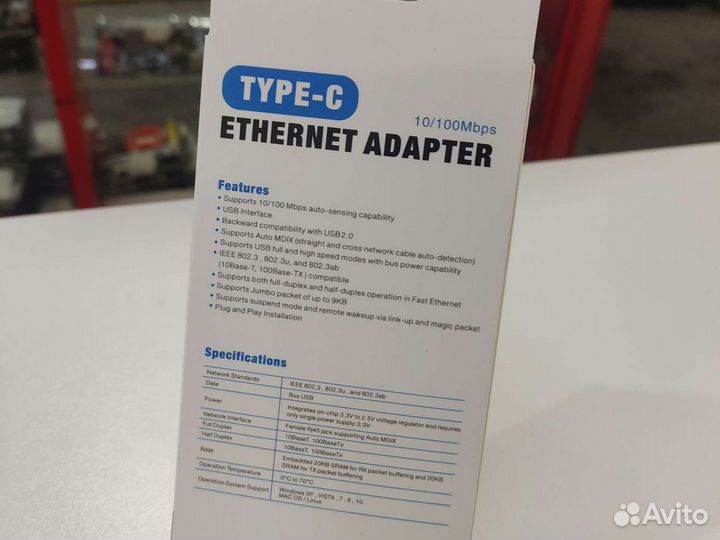 TYPE-C
10/100Mbps
ETHERNET ADAPTER
Features
• Supports 10/100 Mbps auto-sensing capability
• USB Interface
• Backward compatibility with USB2.0
• Supports Auto MDIX (straight and cross network cable auto-detection)
• Supports USB full and high speed modes with bus power capability
• IEEE 802.3 , 802.3u, and 802.3ab
(10Base-T, 100Base-TX ) compatible
• Supports both full-duplex and half-duplex operation in Fast Ethernet
• Supports Jumbo packet of up to 9KB
• Supports suspend mode and remote wakeup via link-up and magic packet
• Plug and Play Installation
Specifications
Network Standards IEEE 802.3 , 802.3u , and 802.3ab
Date Bus USB
Power Integrates on-chip 3.3V to 2.5V voltage regulator and requires
only single power supply:3.3V
Network Interface Female Rj45 jack supporting Auto MDIX
Full Duplex 10BaseT, 100BaseTx
Half Duplex 10BaseT, 100BaseTx
RAM Embedded 20KB SRAM for RX packet buffering and 20KB
SRAM for TX packet buffering
Operation Temperature 0°C to 70°C
Operation System Support Windows XP , VISTA , 7 , 8 , 10
MAC OS / Linux
Avito